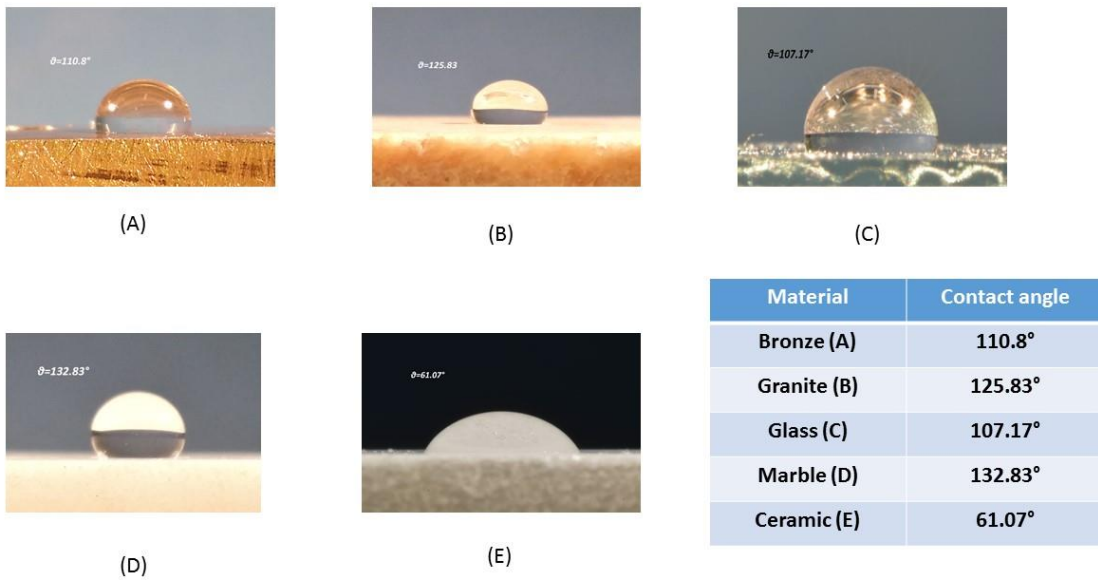 ϑ=110.8°
ϑ=125.83
ϑ=107.17°
(A)
(B)
(C)
ϑ=132.83°
ϑ=61.07°
(D)
(E)
Material Contact angle
Bronze (A) 110.8°
Granite (B) 125.83°
Glass (C) 107.17°
Marble (D) 132.83°
Ceramic (E) 61.07°